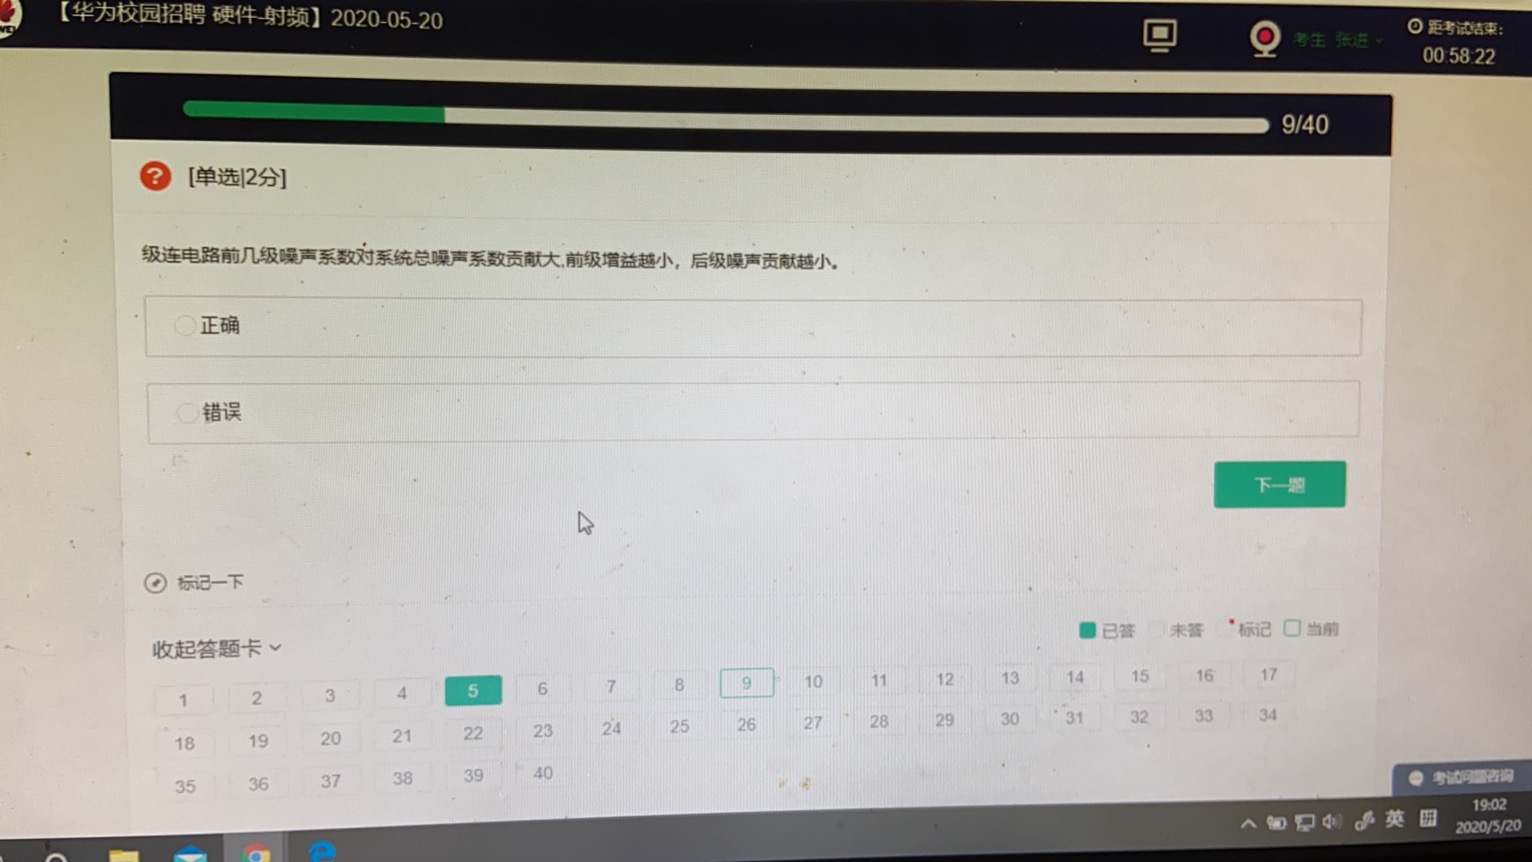 【华为校园招聘 硬件-射频】2020-05-20
考生 张进
距考试结束:
00:58:22
9/40
?
[单选|2分]
级连电路前几级噪声系数对系统总噪声系数贡献大,前级增益越小，后级噪声贡献越小。
正确
错误
下一题
标记一下
收起答题卡
已答 未答 标记 当前
1 2 3 4 5 6 7 8 9 10 11 12 13 14 15 16 17
18 19 20 21 22 23 24 25 26 27 28 29 30 31 32 33 34
35 36 37 38 39 40
考试问题咨询
英
19:02
2020/5/20